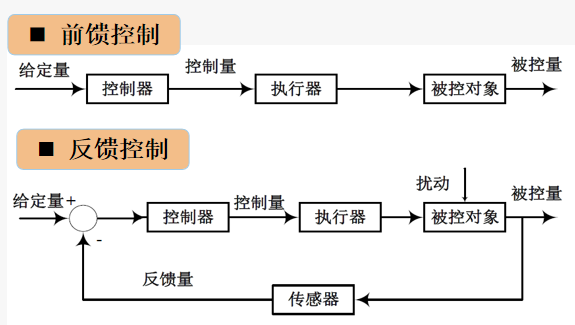 ■ 前馈控制
给定量 控制器 控制量 执行器 被控对象 被控量
■ 反馈控制
扰动
给定量+ 控制器 控制量 执行器 被控对象 被控量
-
反馈量 传感器